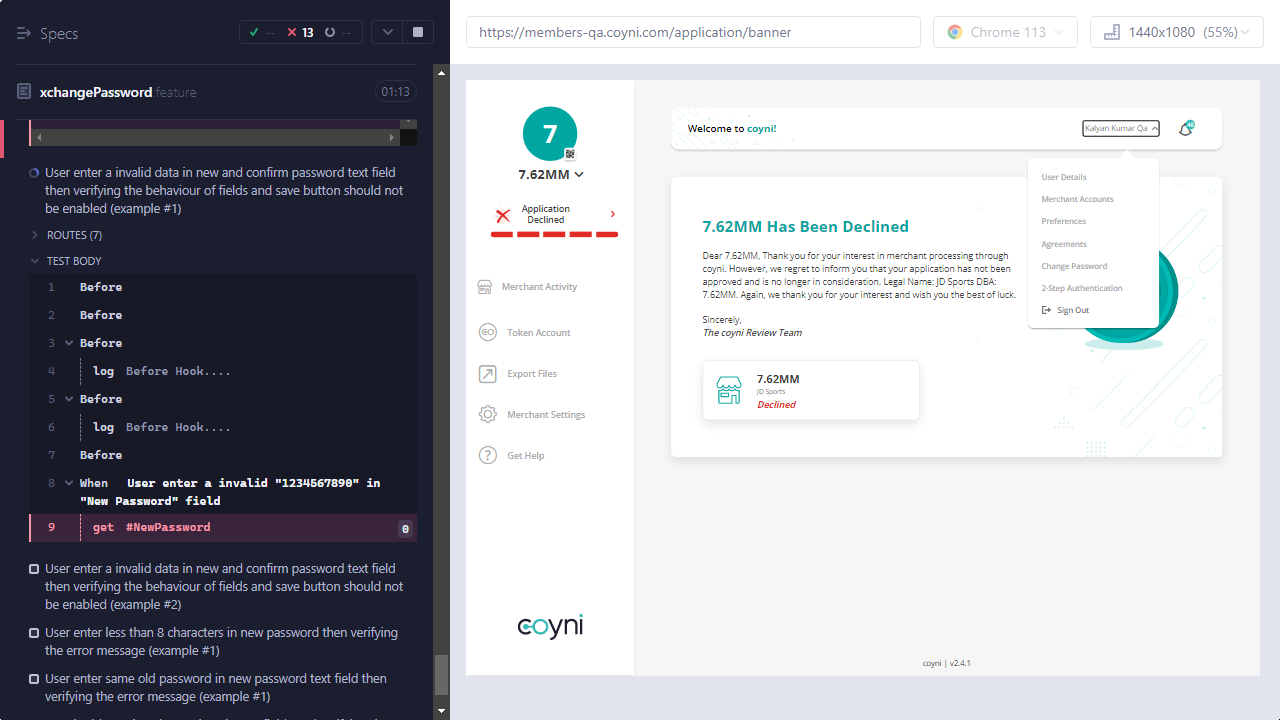 Specs
-- 13 --
xchangePassword.feature
01:13
User enter a invalid data in new and confirm password text field
then verifying the behaviour of fields and save button should not
be enabled (example #1)
ROUTES (7)
TEST BODY
1 Before
2 Before
3 Before
4 log Before Hook....
5 Before
6 log Before Hook....
7 Before
8 When User enter a invalid "1234567890" in
"New Password" field
9 get #NewPassword 0
User enter a invalid data in new and confirm password text field
then verifying the behaviour of fields and save button should not
be enabled (example #2)
User enter less than 8 characters in new password then verifying
the error message (example #1)
User enter same old password in new password text field then
verifying the error message (example #1)
https://members-qa.coyni.com/application/banner
Chrome 113
1440x1080 (55%)
7
7.62MM
Application
Declined
Merchant Activity
Token Account
Export Files
Merchant Settings
Get Help
coyni
Welcome to coyni!
Kalyan Kumar Qa
User Details
Merchant Accounts
Preferences
Agreements
Change Password
2-Step Authentication
Sign Out
7.62MM Has Been Declined
Dear 7.62MM, Thank you for your interest in merchant processing through
coyni. However, we regret to inform you that your application has not been
approved and is no longer in consideration. Legal Name: JD Sports DBA:
7.62MM. Again, we thank you for your interest and wish you the best of luck.
Sincerely,
The coyni Review Team
7.62MM
JD Sports
Declined
coyni | v2.4.1